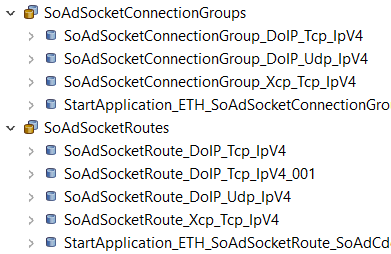 SoAdSocketConnectionGroups
SoAdSocketConnectionGroup_DoIP_Tcp_IpV4
SoAdSocketConnectionGroup_DoIP_Udp_IpV4
SoAdSocketConnectionGroup_Xcp_Tcp_IpV4
StartApplication_ETH_SoAdSocketConnectionGro
SoAdSocketRoutes
SoAdSocketRoute_DoIP_Tcp_IpV4
SoAdSocketRoute_DoIP_Tcp_IpV4_001
SoAdSocketRoute_DoIP_Udp_IpV4
SoAdSocketRoute_Xcp_Tcp_IpV4
StartApplication_ETH_SoAdSocketRoute_SoAdCd